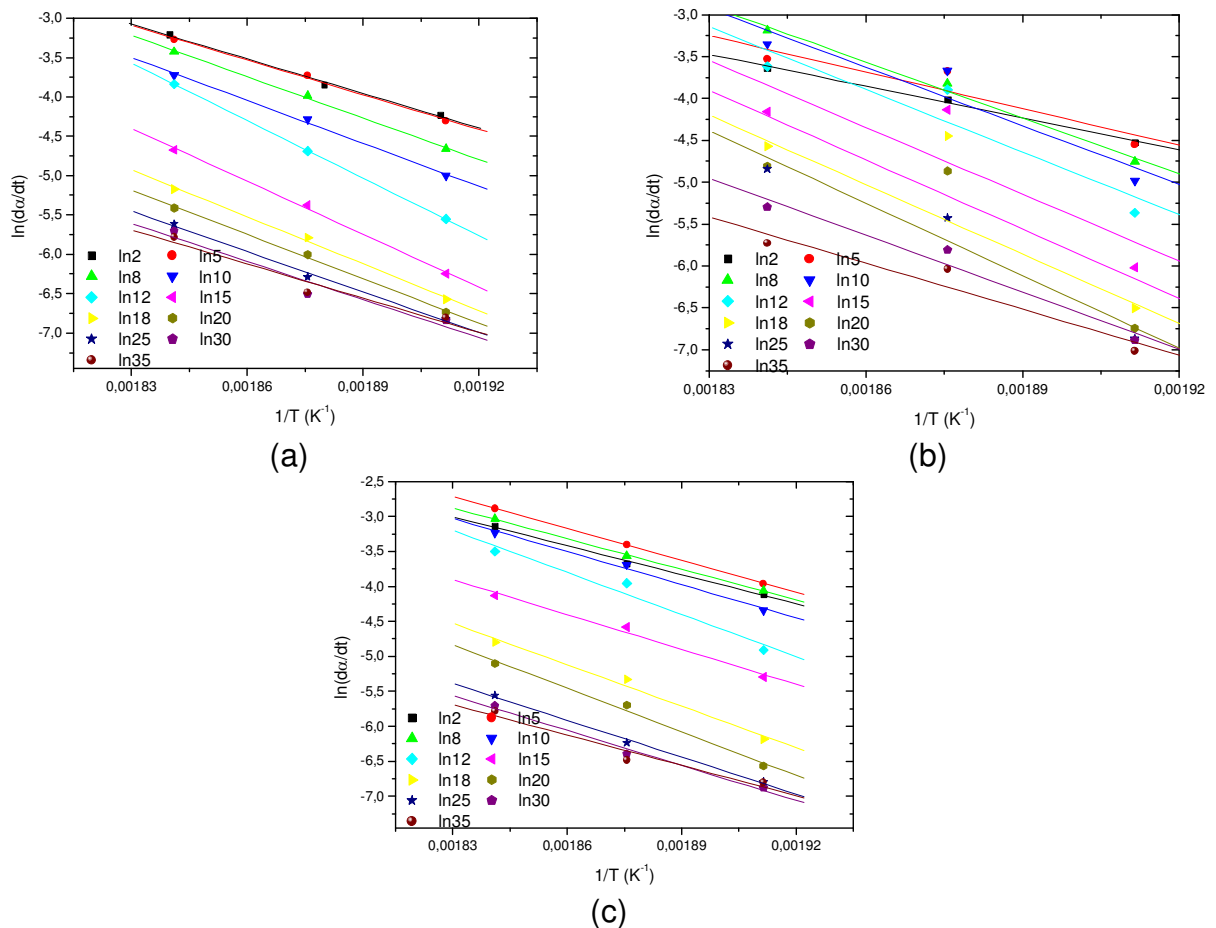 -3,0
-3,5
-4,0
-4,5
-5,0
-5,5
-6,0
-6,5
-7,0
ln(dα/dt)
ln2 ln5
ln8 ln10
ln12 ln15
ln18 ln20
ln25 ln30
ln35
0,00183 0,00186 0,00189 0,00192
1/T (K⁻¹)
(a)
-3,0
-3,5
-4,0
-4,5
-5,0
-5,5
-6,0
-6,5
-7,0
ln(dα/dt)
ln2 ln5
ln8 ln10
ln12 ln15
ln18 ln20
ln25 ln30
ln35
0,00183 0,00186 0,00189 0,00192
1/T (K⁻¹)
(b)
-2,5
-3,0
-3,5
-4,0
-4,5
-5,0
-5,5
-6,0
-6,5
-7,0
ln(dα/dt)
ln2 ln5
ln8 ln10
ln12 ln15
ln18 ln20
ln25 ln30
ln35
0,00183 0,00186 0,00189 0,00192
1/T (K⁻¹)
(c)